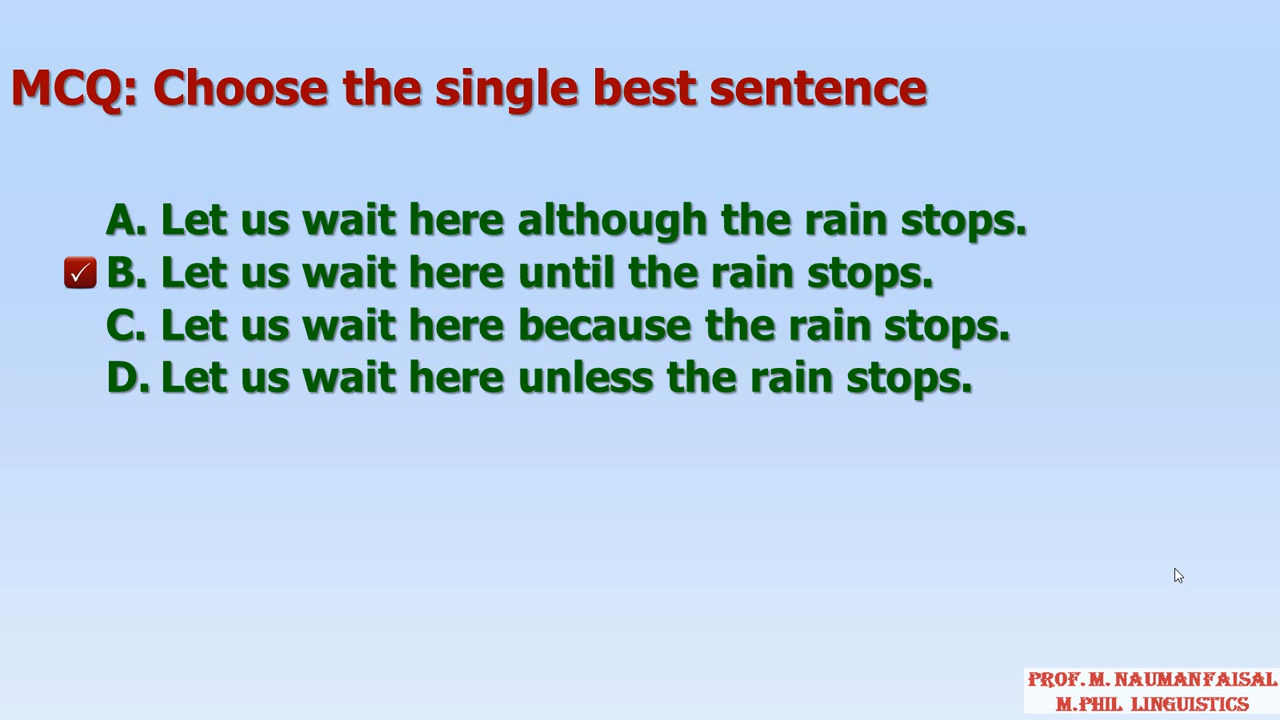 MCQ: Choose the single best sentence
A. Let us wait here although the rain stops.
B. Let us wait here until the rain stops.
C. Let us wait here because the rain stops.
D. Let us wait here unless the rain stops.
PROF. M. NAUMAN FAISAL
M.PHIL LINGUISTICS